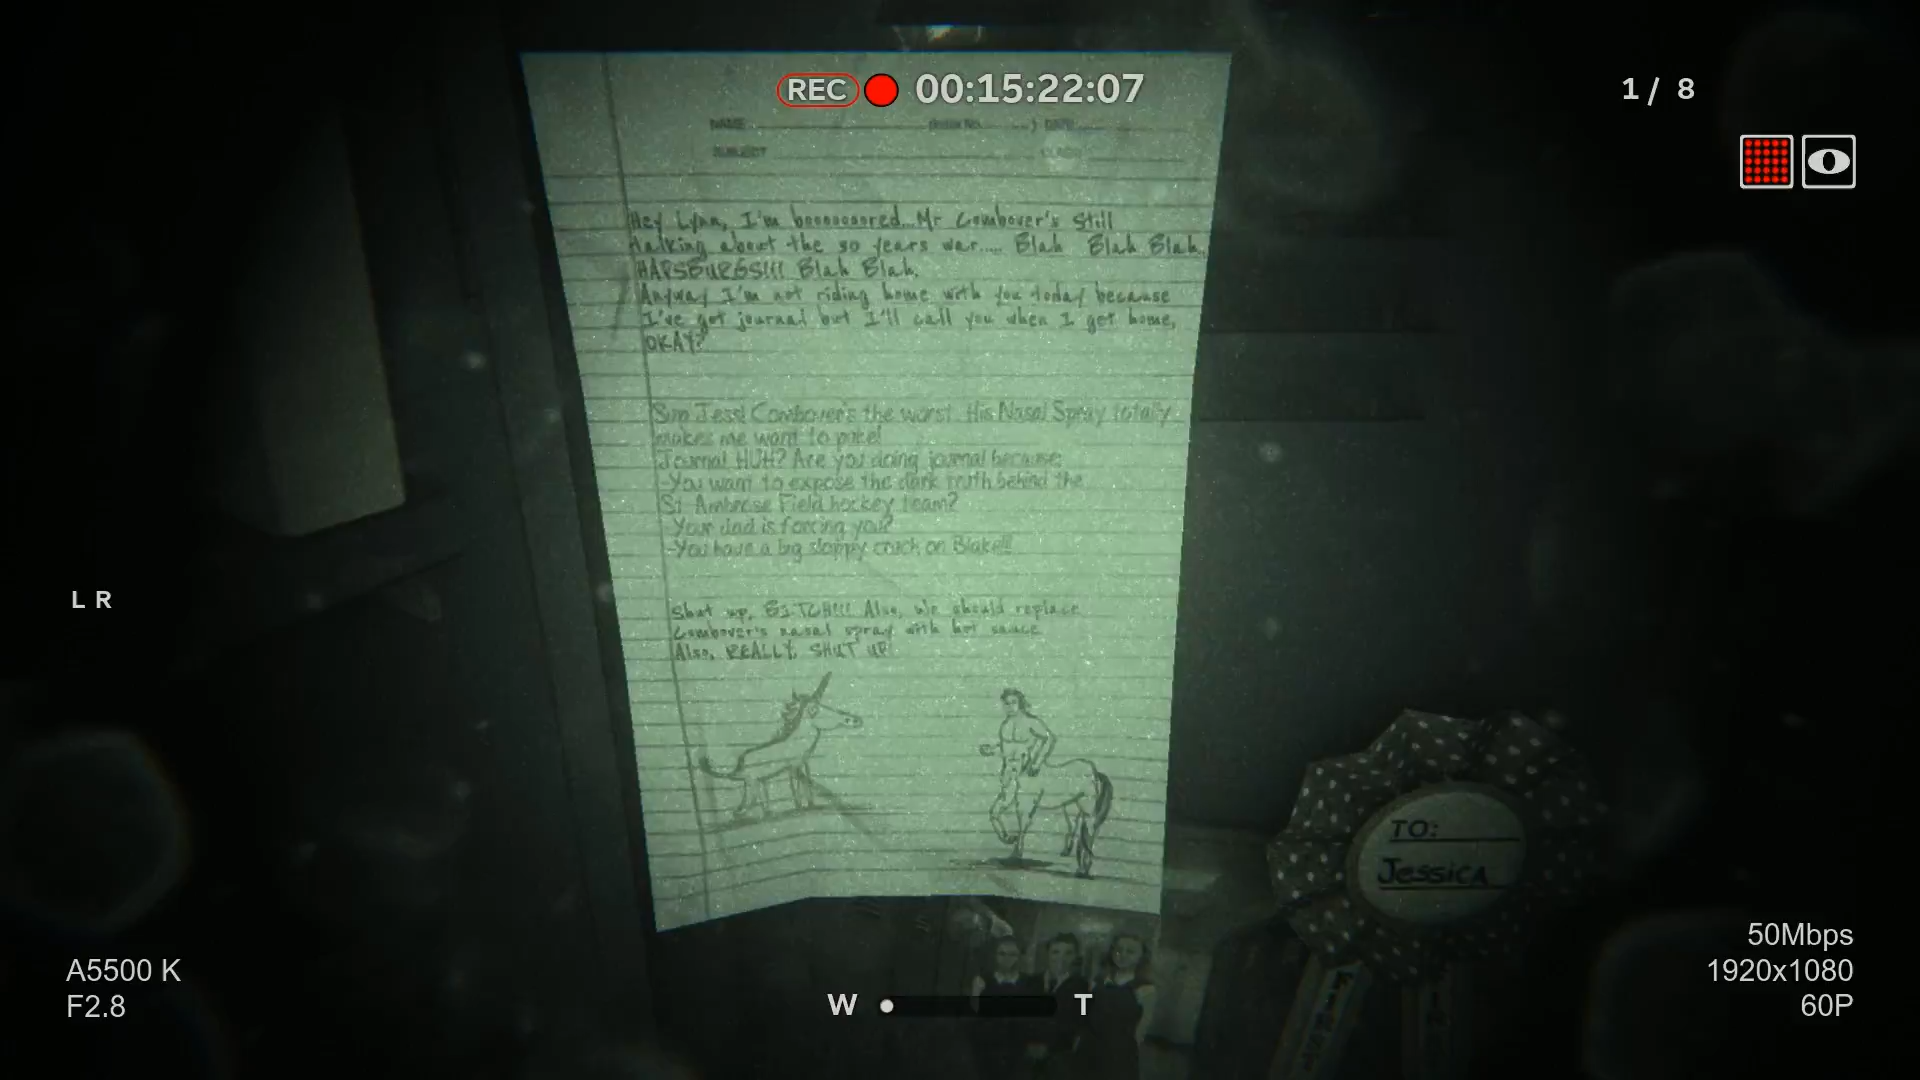 REC 00:15:22:07
1 / 8
NAME DATE
SUBJECT CLASS
Hey Lynn, I'm booooooored...Mr Combover's still
talking about the 30 years war..... Blah Blah Blah,
HAPSBURGS!!! Blah Blah.
Anyway I'm not riding home with you today because
I've got journal but I'll call you when I get home,
OKAY?
Sup Jess! Combover's the worst. His Nasal Spray totally
makes me want to puke!
Journal HUH? Are you doing journal because:
-You want to expose the dark truth behind the
St Ambrose Field hockey team?
-Your dad is forcing you?
-You have a big sloppy crush on Blake!!!
Shut up, BITCH!!! Also, we should replace
Combover's nasal spray with hot sauce
Also, REALLY, SHUT UP
L R
TO:
Jessica
A5500 K
F2.8
W T
50Mbps
1920x1080
60P